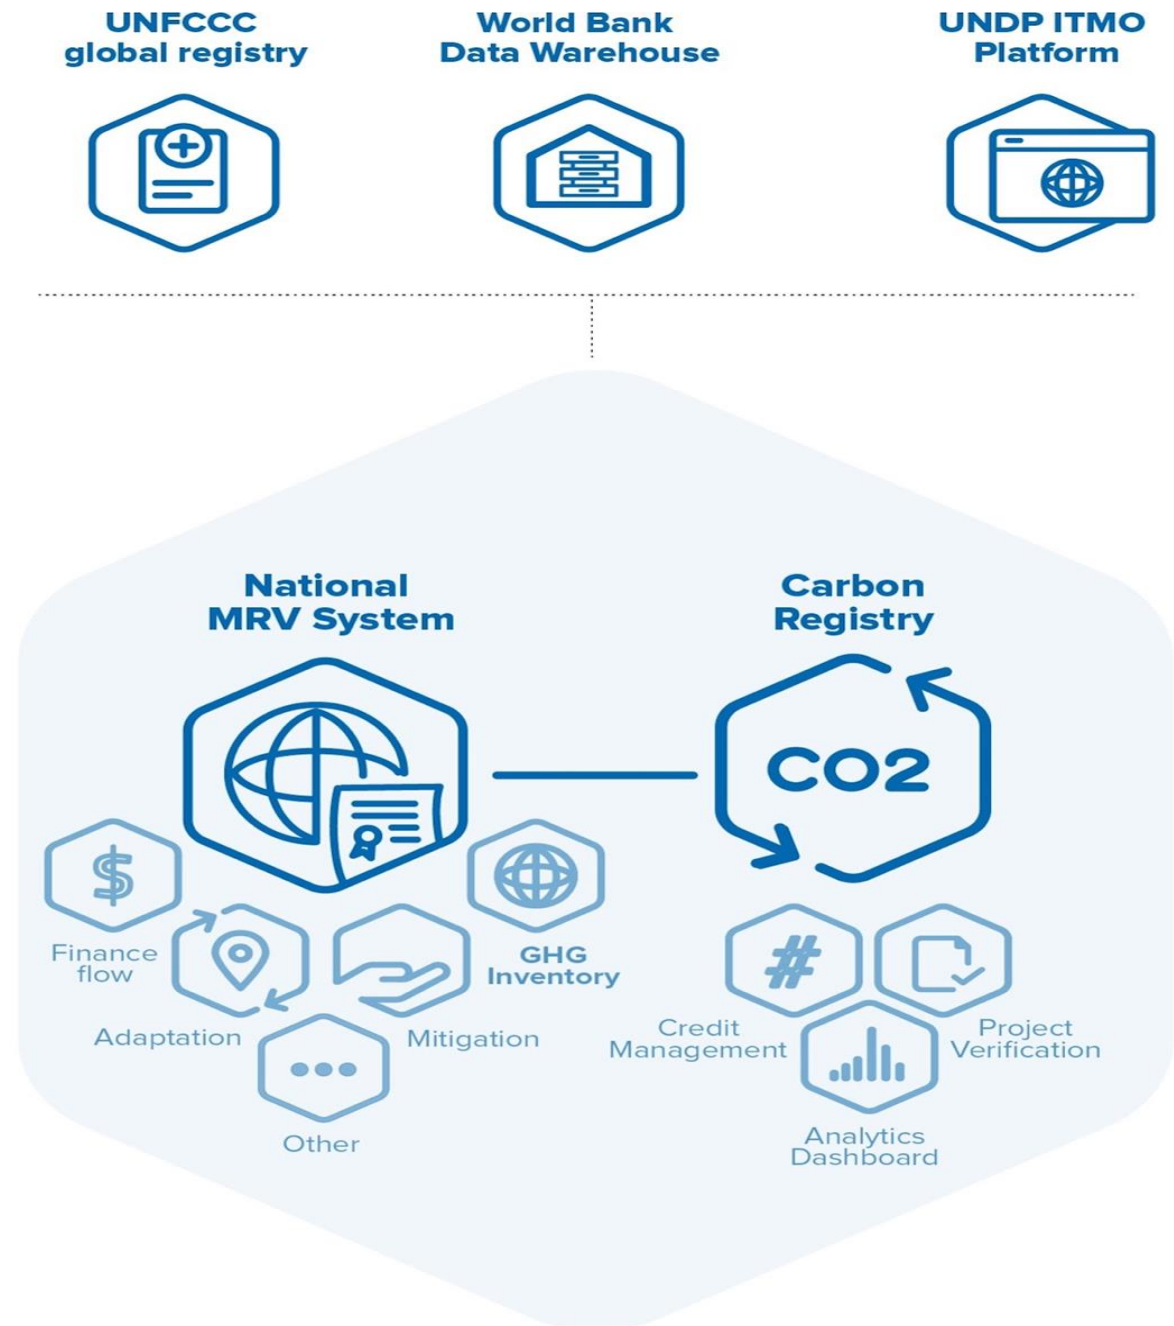 UNFCCC
global registry
World Bank
Data Warehouse
UNDP ITMO
Platform
National
MRV System
Carbon
Registry
CO2
$
Finance
flow
Adaptation
Mitigation
GHG
Inventory
Other
#
Credit
Management
Project
Verification
Analytics
Dashboard